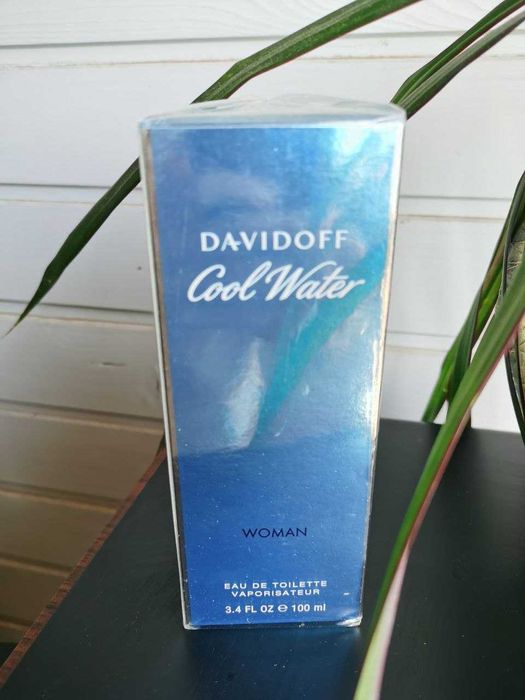 DAVIDOFF
Cool Water
WOMAN
EAU DE TOILETTE
VAPORISATEUR
3.4 FL OZ ℮ 100 ml